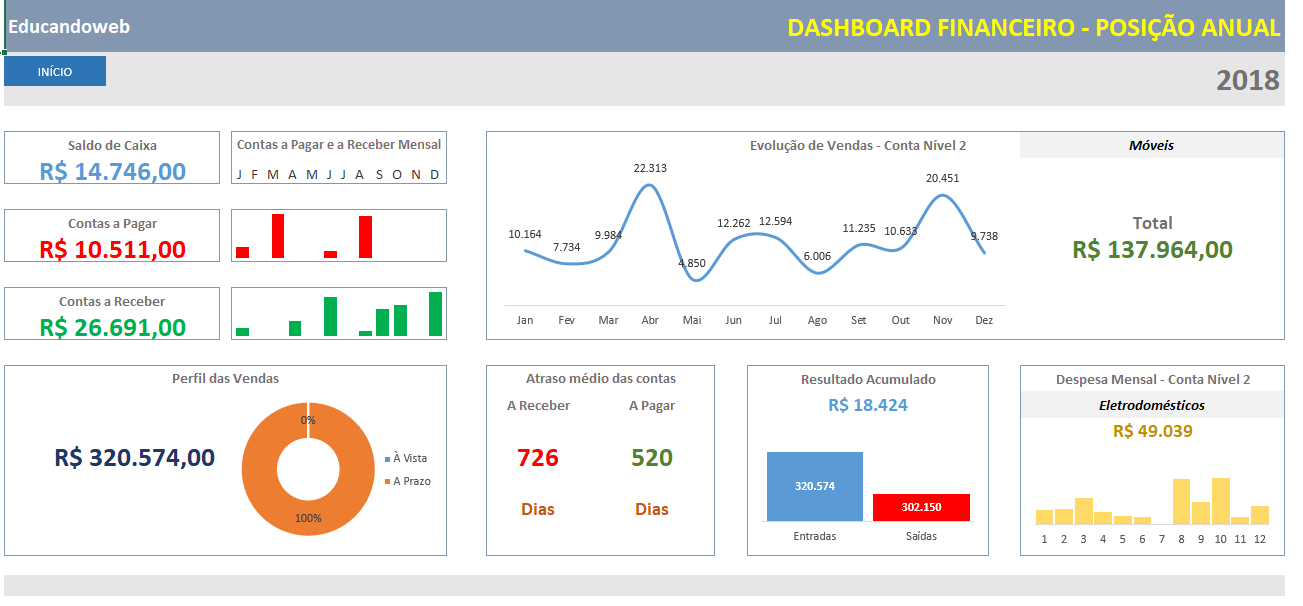 Educandoweb
DASHBOARD FINANCEIRO - POSIÇÃO ANUAL
INÍCIO
2018
Saldo de Caixa
R$ 14.746,00
Contas a Pagar e a Receber Mensal
J F M A M J J A S O N D
Contas a Pagar
R$ 10.511,00
Contas a Receber
R$ 26.691,00
Evolução de Vendas - Conta Nível 2
Móveis
22.313
20.451
10.164
7.734
9.984
4.850
12.262
12.594
6.006
11.235
10.633
9.738
Jan Fev Mar Abr Mai Jun Jul Ago Set Out Nov Dez
Total
R$ 137.964,00
Perfil das Vendas
R$ 320.574,00
0%
100%
À Vista
A Prazo
Atraso médio das contas
A Receber A Pagar
726 520
Dias Dias
Resultado Acumulado
R$ 18.424
320.574
302.150
Entradas Saídas
Despesa Mensal - Conta Nível 2
Eletrodomésticos
R$ 49.039
1 2 3 4 5 6 7 8 9 10 11 12